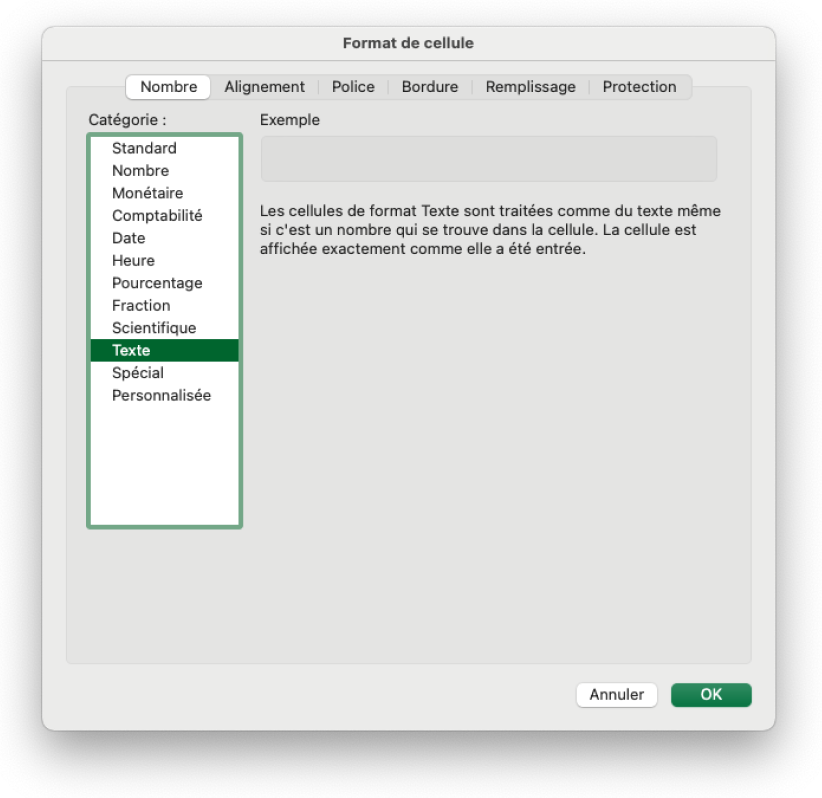 Format de cellule
Nombre Alignement Police Bordure Remplissage Protection
Catégorie :
Standard
Nombre
Monétaire
Comptabilité
Date
Heure
Pourcentage
Fraction
Scientifique
Texte
Spécial
Personnalisée
Exemple
Les cellules de format Texte sont traitées comme du texte même
si c'est un nombre qui se trouve dans la cellule. La cellule est
affichée exactement comme elle a été entrée.
Annuler OK